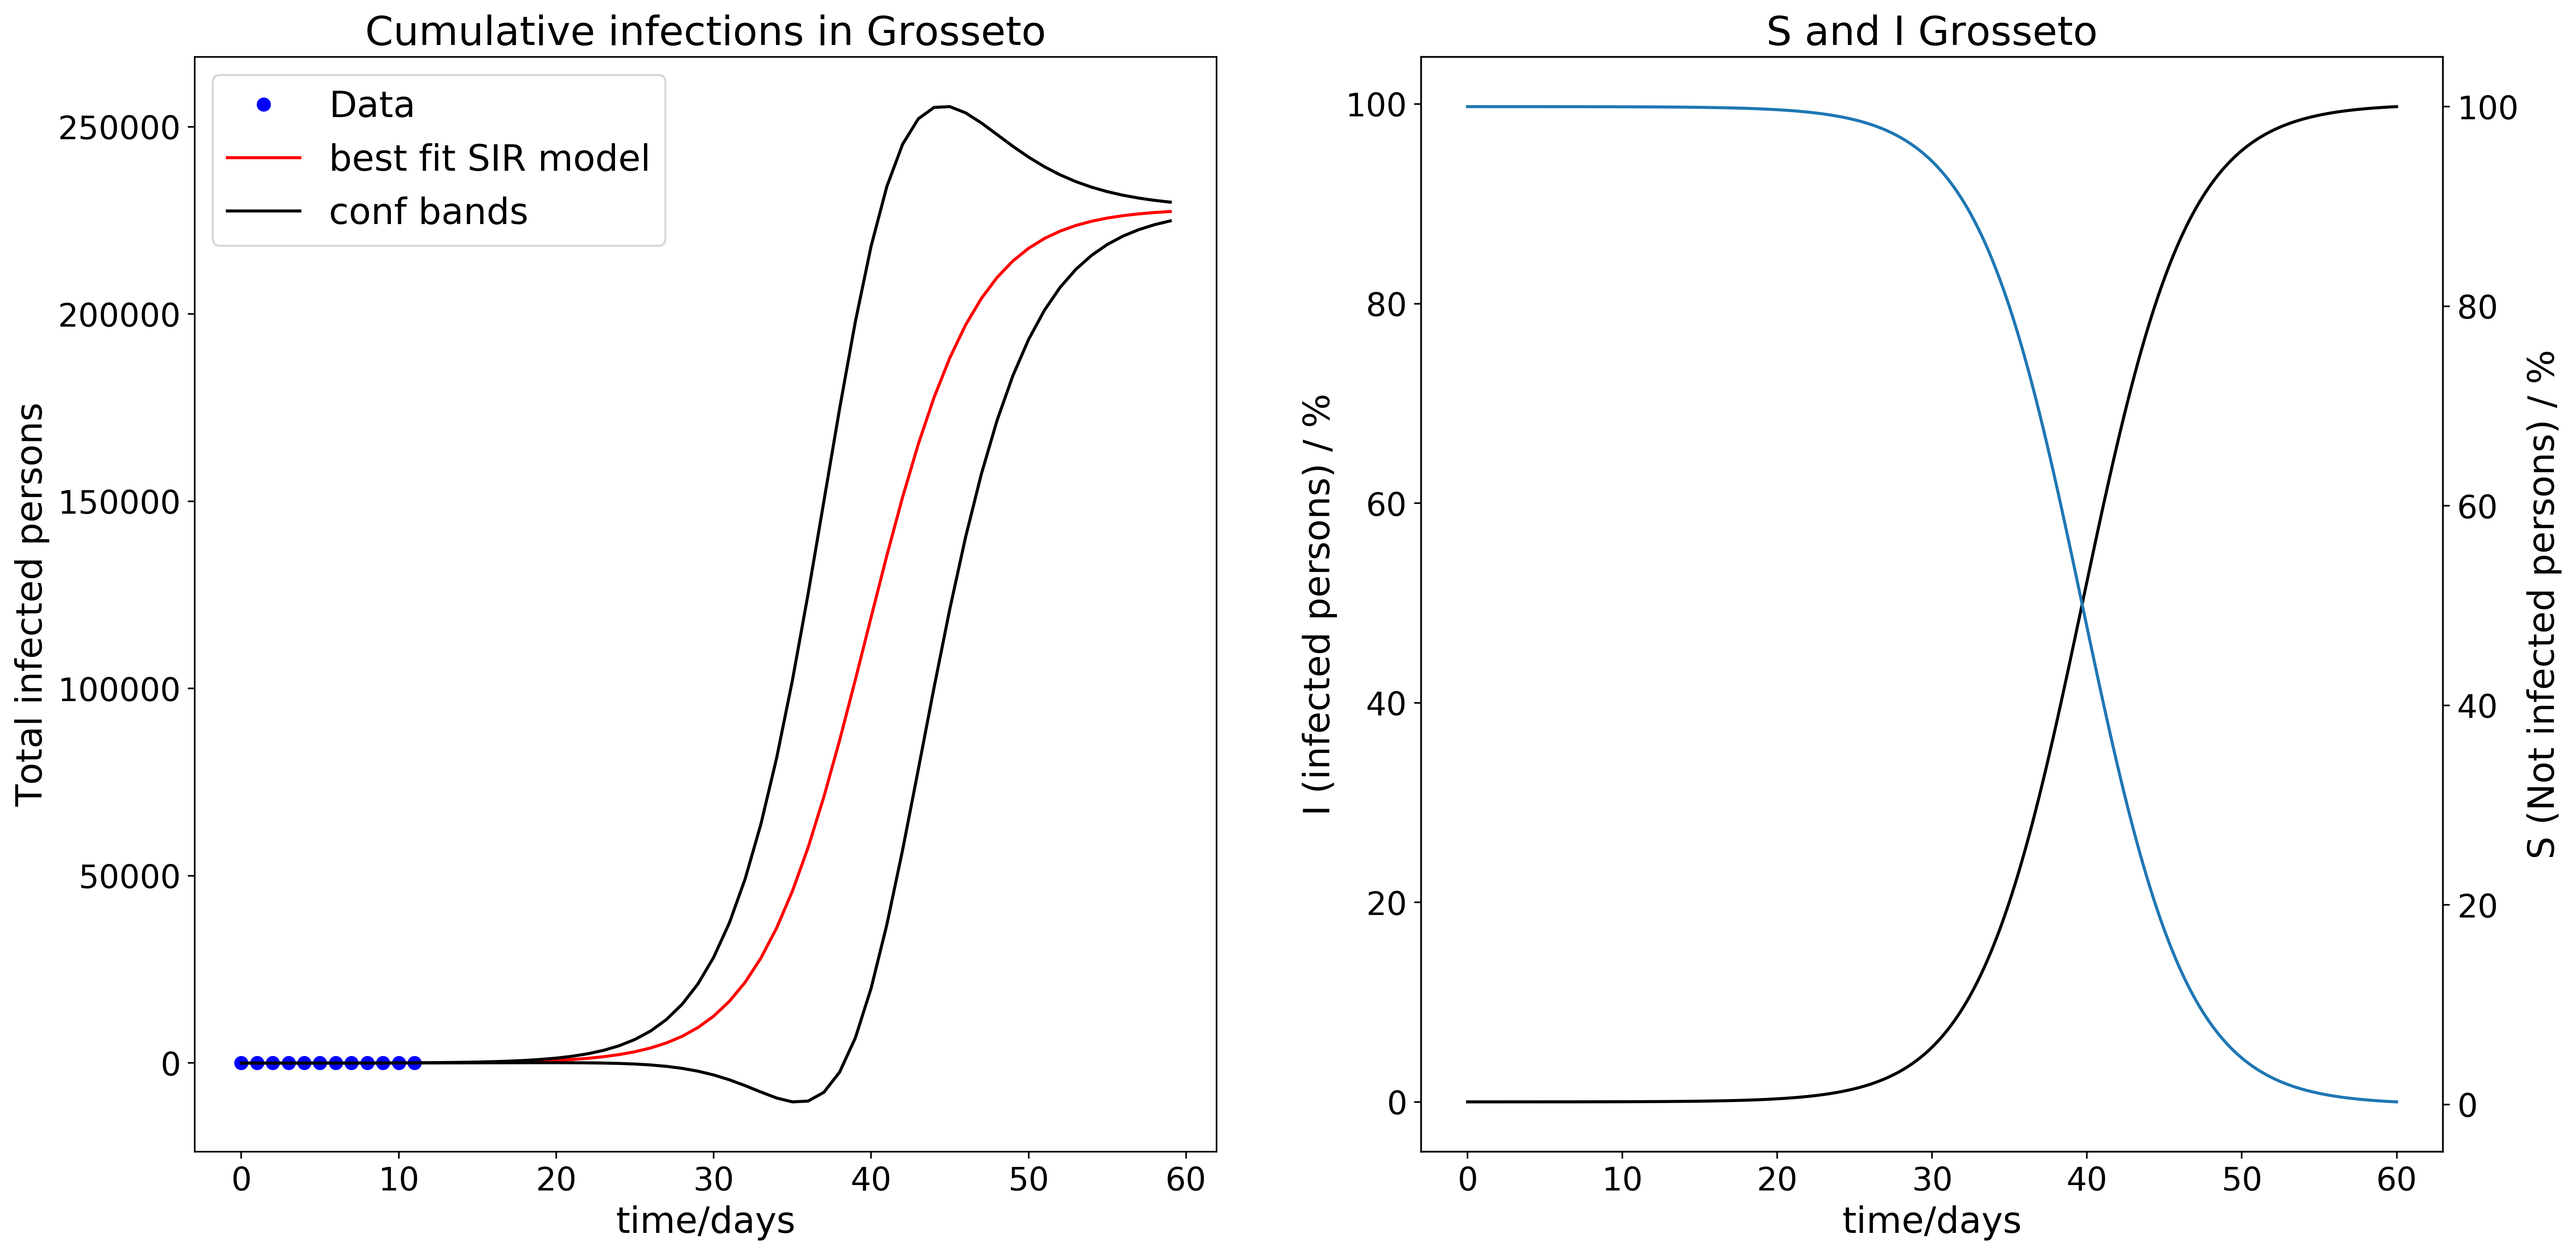 Cumulative infections in Grosseto
Data
best fit SIR model
conf bands
250000
200000
150000
100000
50000
0
Total infected persons
0 10 20 30 40 50 60
time/days
S and I Grosseto
100
80
60
40
20
0
I (infected persons) / %
100
80
60
40
20
0
S (Not infected persons) / %
0 10 20 30 40 50 60
time/days